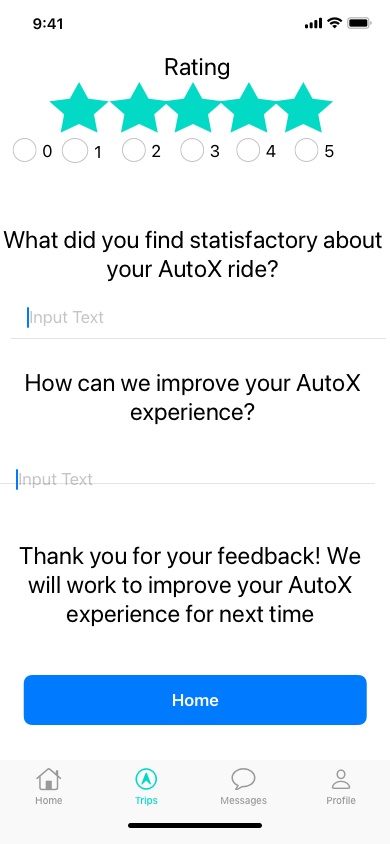 9:41
Rating
0 1 2 3 4 5
What did you find statisfactory about
your AutoX ride?
Input Text
How can we improve your AutoX
experience?
Input Text
Thank you for your feedback! We
will work to improve your AutoX
experience for next time
Home
Home Trips Messages Profile